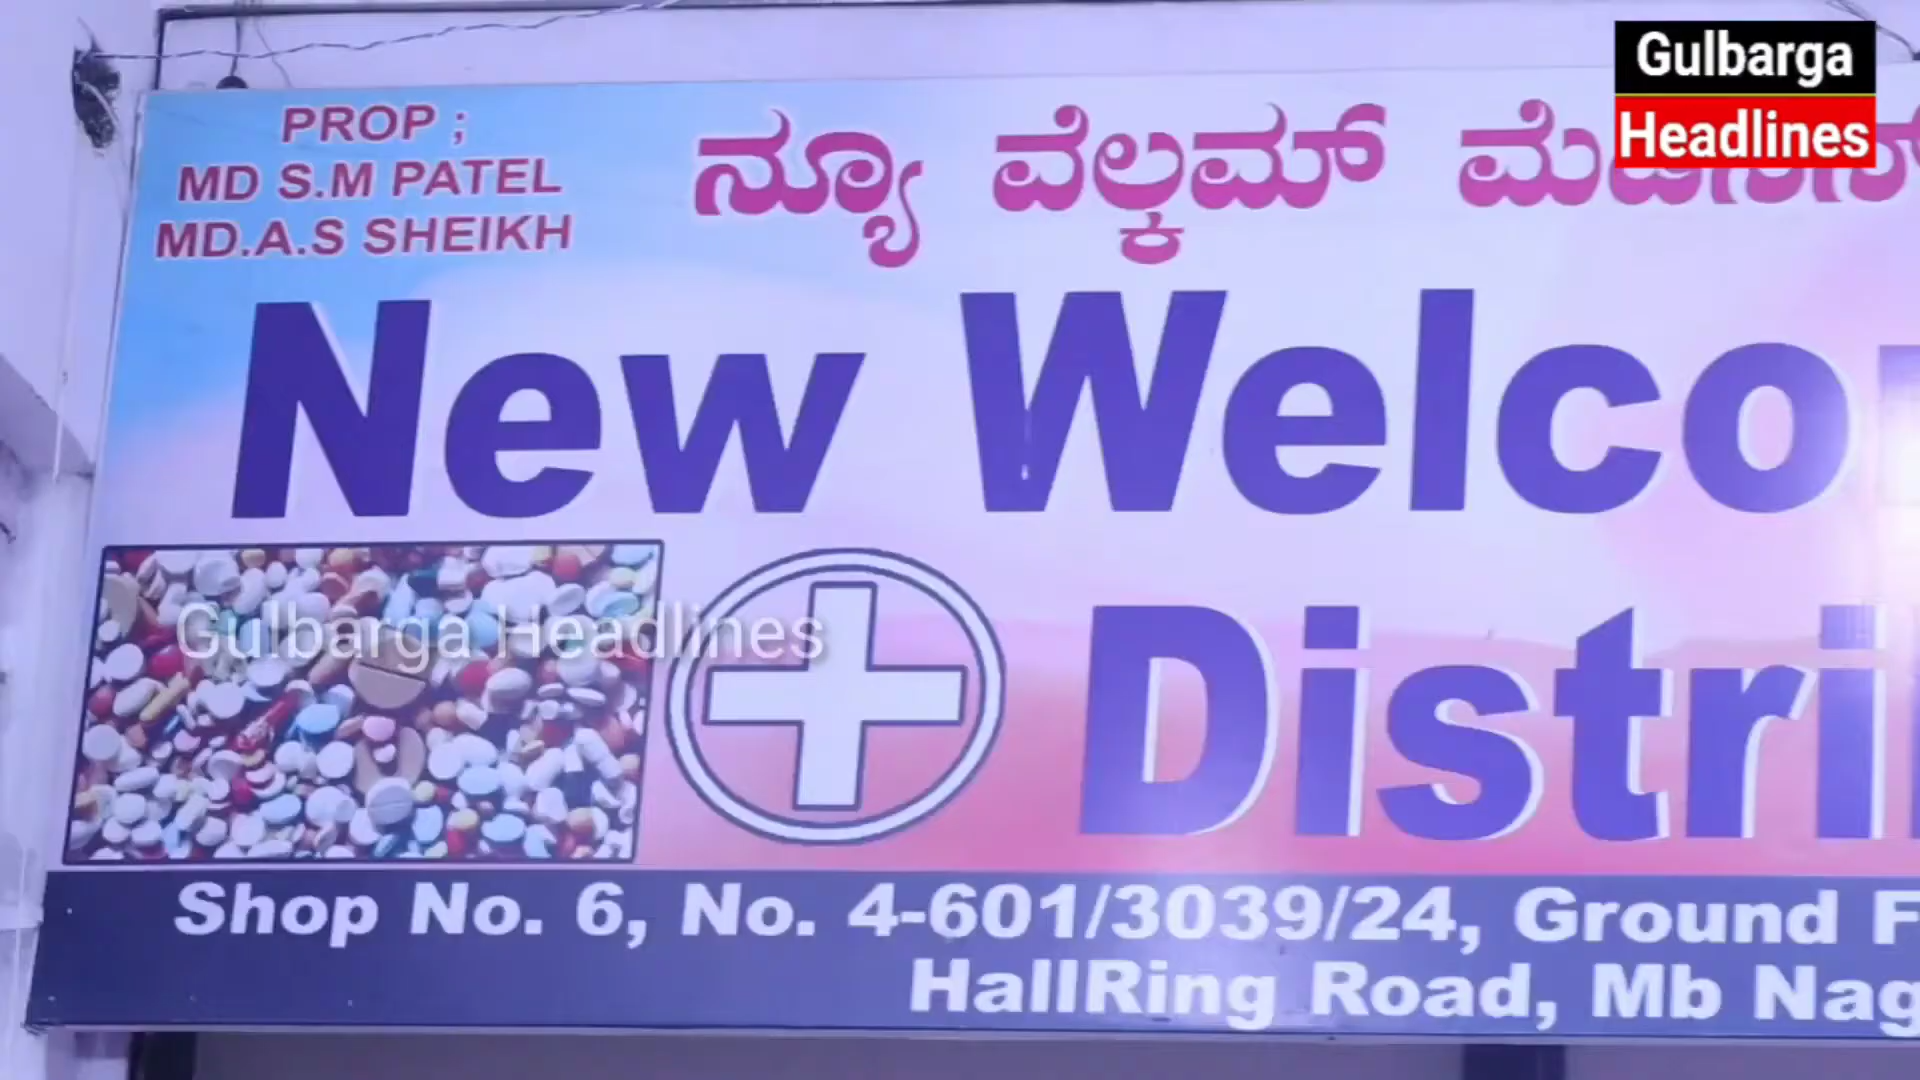 Gulbarga
Headlines
PROP ;
MD S.M PATEL
MD.A.S SHEIKH
ನ್ಯೂ ವೆಲ್ಕಮ್
New Welco
Gulbarga Headlines
Distri
Shop No. 6, No. 4-601/3039/24, Ground F
HallRing Road, Mb Nag